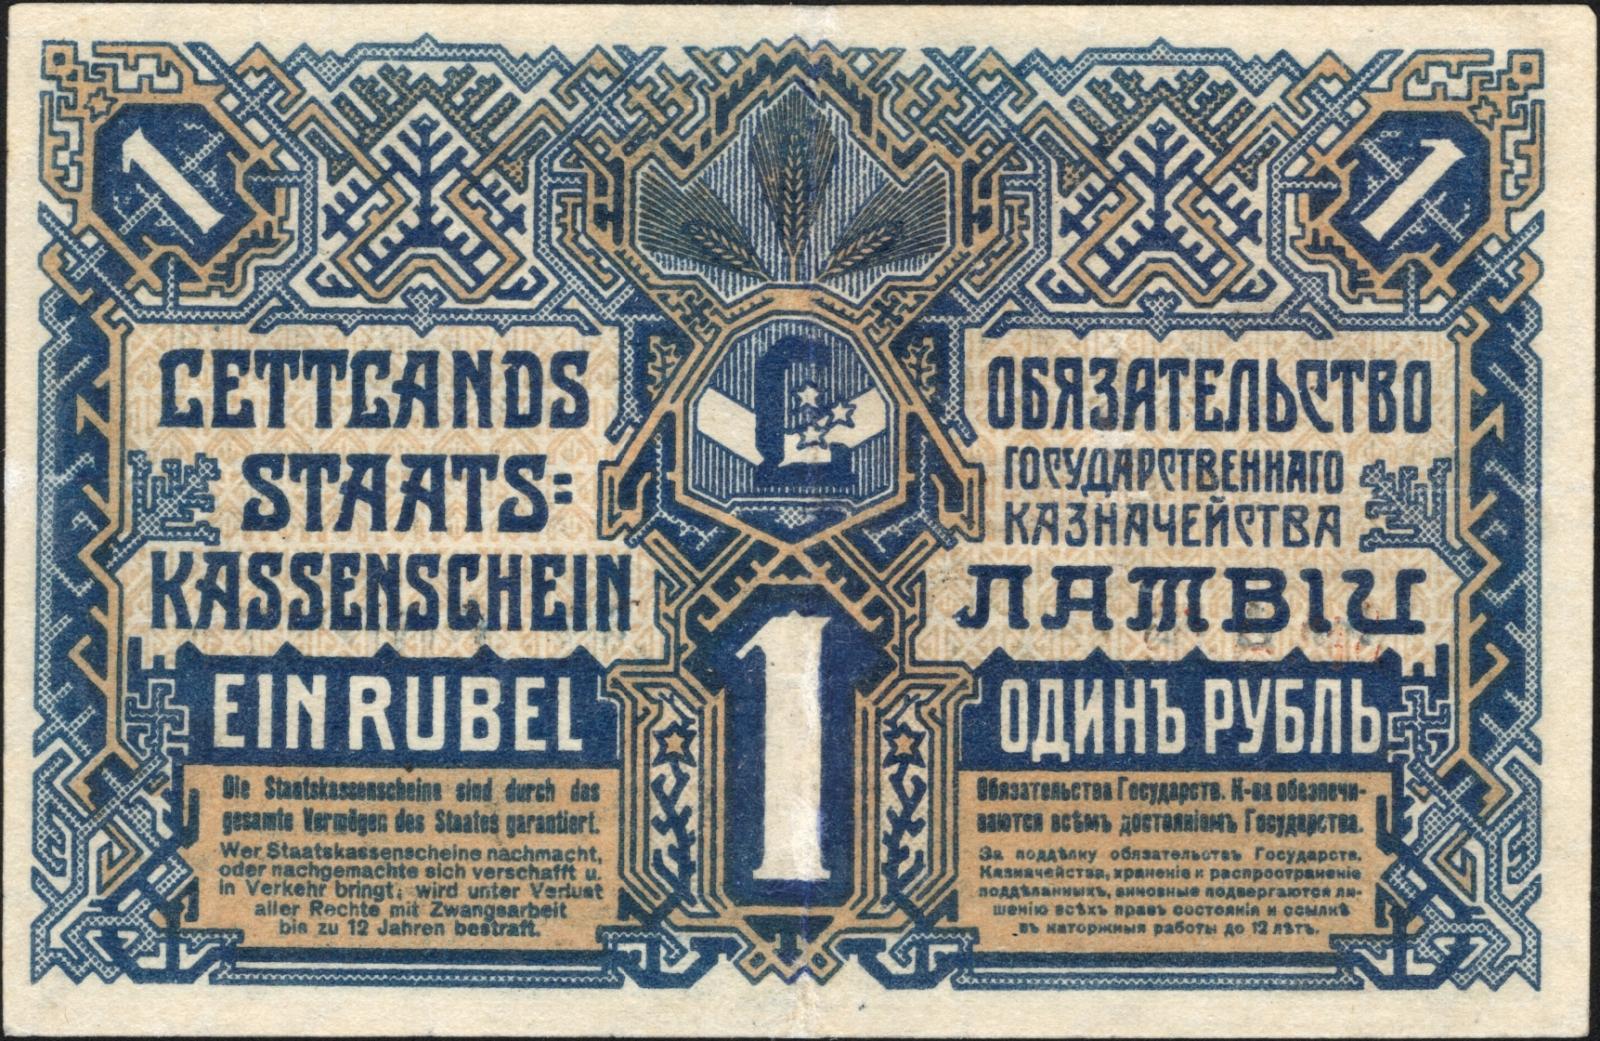 1
1
L
LETTLANDS
STAATS=
KASSENSCHEIN
EIN RUBEL
Die Staatskassenscheine sind durch das
gesamte Vermögen des Staates garantiert.
Wer Staatskassenscheine nachmacht,
oder nachgemachte sich verschafft u.
in Verkehr bringt, wird unter Verlust
aller Rechte mit Zwangsarbeit
bis zu 12 Jahren bestraft.
1
ОБЯЗАТЕЛЬСТВО
ГОСУДАРСТВЕННАГО
КАЗНАЧЕЙСТВА
ЛАТВІИ
ОДИНЪ РУБЛЬ
Обязательства Государств. К-ва обезпечи-
ваются всѣмъ достояніемъ Государства.
За поддѣлку обязательствъ Государств.
Казначейства, храненіе и распространеніе
поддѣланныхъ, виновные подвергаются ли-
шенію всѣхъ правъ состоянія и ссылкѣ
въ каторжныя работы до 12 лѣтъ.